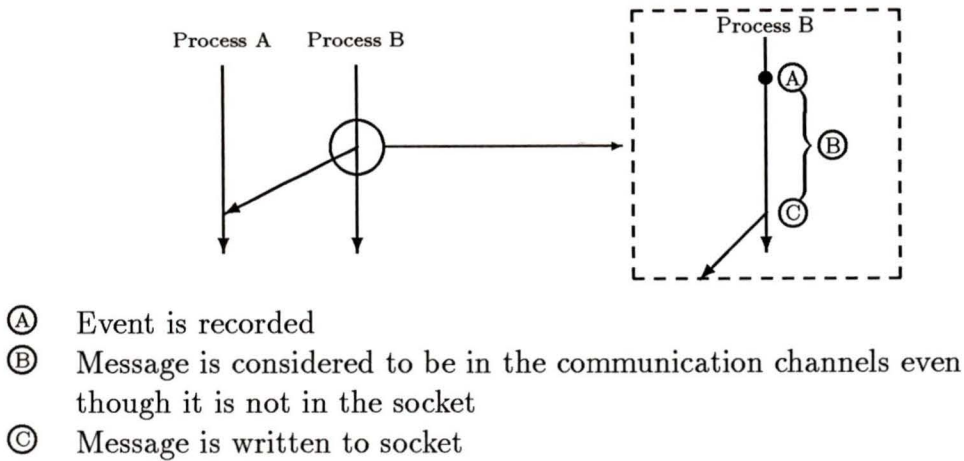 Process A Process B
Process B
Ⓐ
Ⓑ
Ⓒ
Ⓐ Event is recorded
Ⓑ Message is considered to be in the communication channels even
though it is not in the socket
Ⓒ Message is written to socket